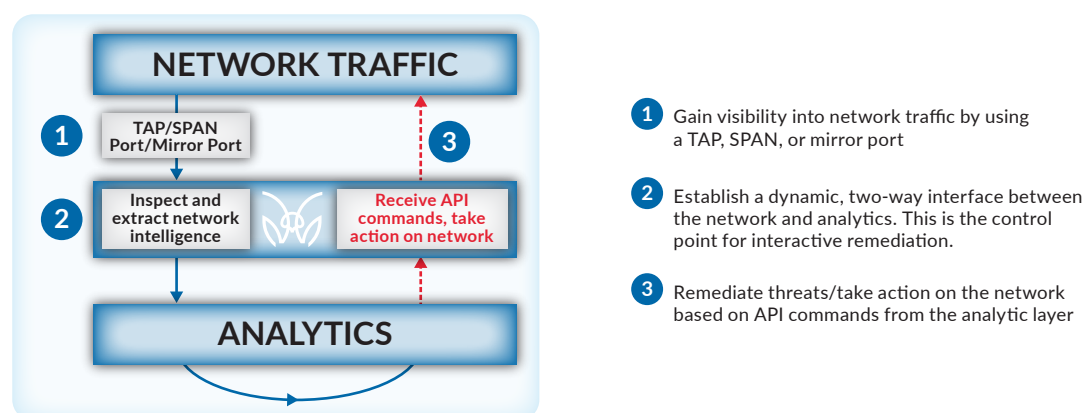 NETWORK TRAFFIC
1
TAP/SPAN
Port/Mirror Port
3
2
Inspect and
extract network
intelligence
Receive API
commands, take
action on network
ANALYTICS
1 Gain visibility into network traffic by using
a TAP, SPAN, or mirror port
2 Establish a dynamic, two-way interface between
the network and analytics. This is the control
point for interactive remediation.
3 Remediate threats/take action on the network
based on API commands from the analytic layer